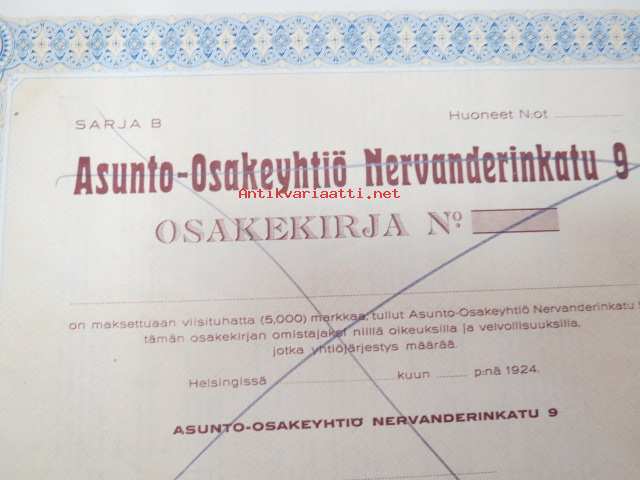 SARJA B
Huoneet N:ot
Asunto-Osakeyhtiö Nervanderinkatu 9
Antikvariaatti.net
OSAKEKIRJA Nº
on maksettuaan viisituhatta (5,000) markkaa, tullut Asunto-Osakeyhtiö Nervanderinkatu 9
tämän osakekirjan omistajaksi niillä oikeuksilla ja velvollisuuksilla,
jotka yhtiöjärjestys määrää.
Helsingissä kuun p:nä 1924.
ASUNTO-OSAKEYHTIÖ NERVANDERINKATU 9